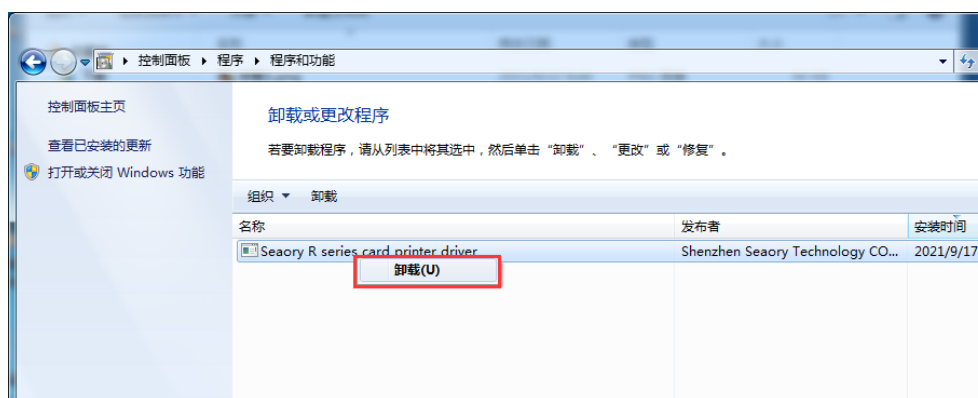 控制面板 ▸ 程序 ▸ 程序和功能
控制面板主页
查看已安装的更新
打开或关闭 Windows 功能
卸载或更改程序
若要卸载程序，请从列表中将其选中，然后单击“卸载”、“更改”或“修复”。
组织 卸载
名称 发布者 安装时间
Seaory R series card printer driver Shenzhen Seaory Technology CO... 2021/9/17
卸载(U)